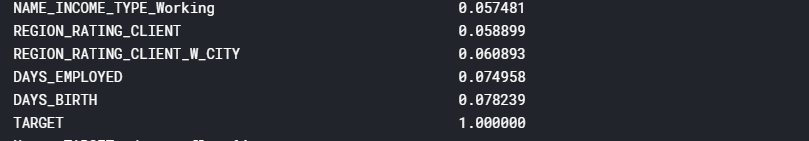 NAME_INCOME_TYPE_Working 0.057481
REGION_RATING_CLIENT 0.058899
REGION_RATING_CLIENT_W_CITY 0.060893
DAYS_EMPLOYED 0.074958
DAYS_BIRTH 0.078239
TARGET 1.000000